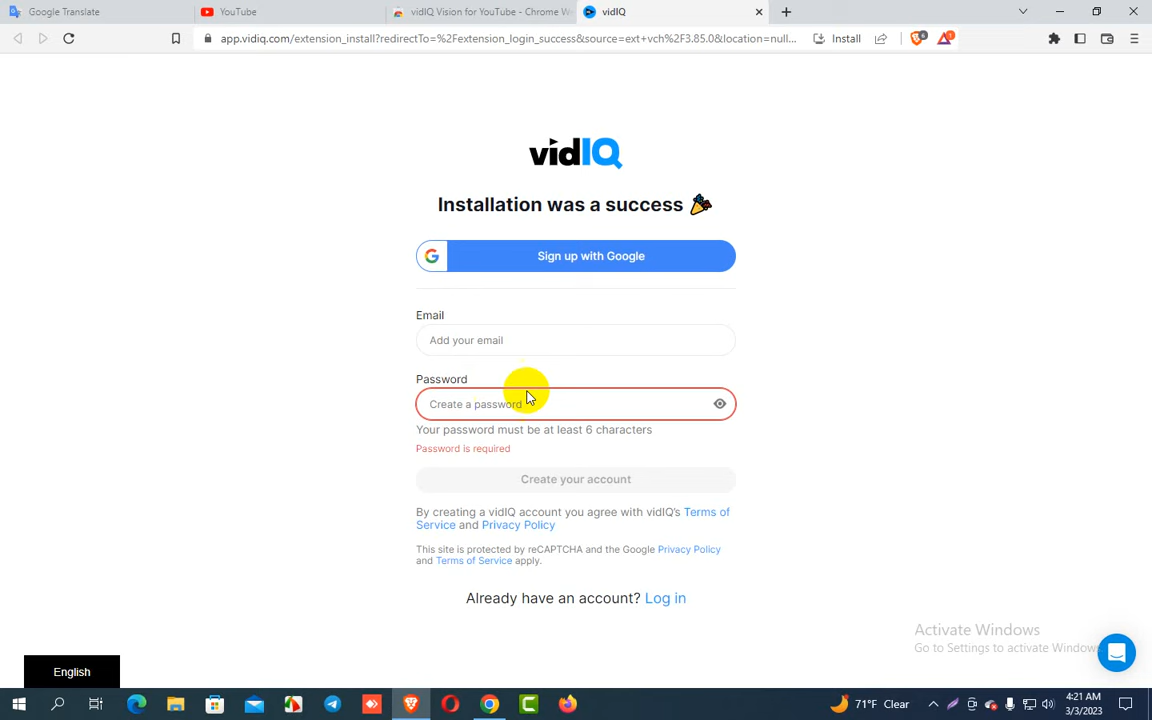 Google Translate
YouTube
vidIQ Vision for YouTube - Chrome We
vidIQ
app.vidiq.com/extension_install?redirectTo=%2Fextension_login_success&source=ext+vch%2F3.85.0&location=null...
Install
vidIQ
Installation was a success
Sign up with Google
Email
Add your email
Password
Create a password
Your password must be at least 6 characters
Password is required
Create your account
By creating a vidIQ account you agree with vidIQ's Terms of
Service and Privacy Policy
This site is protected by reCAPTCHA and the Google Privacy Policy
and Terms of Service apply.
Already have an account? Log in
Activate Windows
Go to Settings to activate Windows.
English
71°F Clear
4:21 AM
3/3/2023